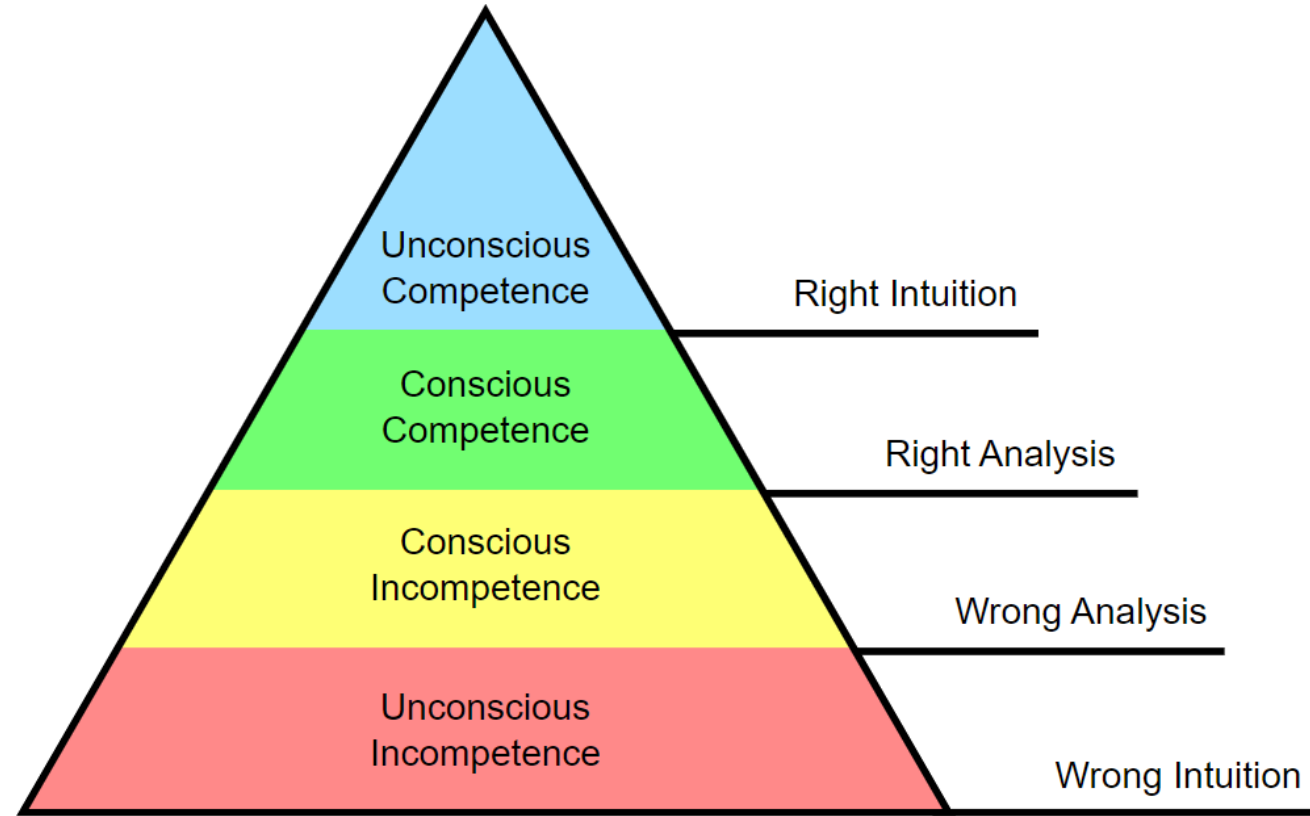 Unconscious
Competence
Right Intuition
Conscious
Competence
Right Analysis
Conscious
Incompetence
Wrong Analysis
Unconscious
Incompetence
Wrong Intuition